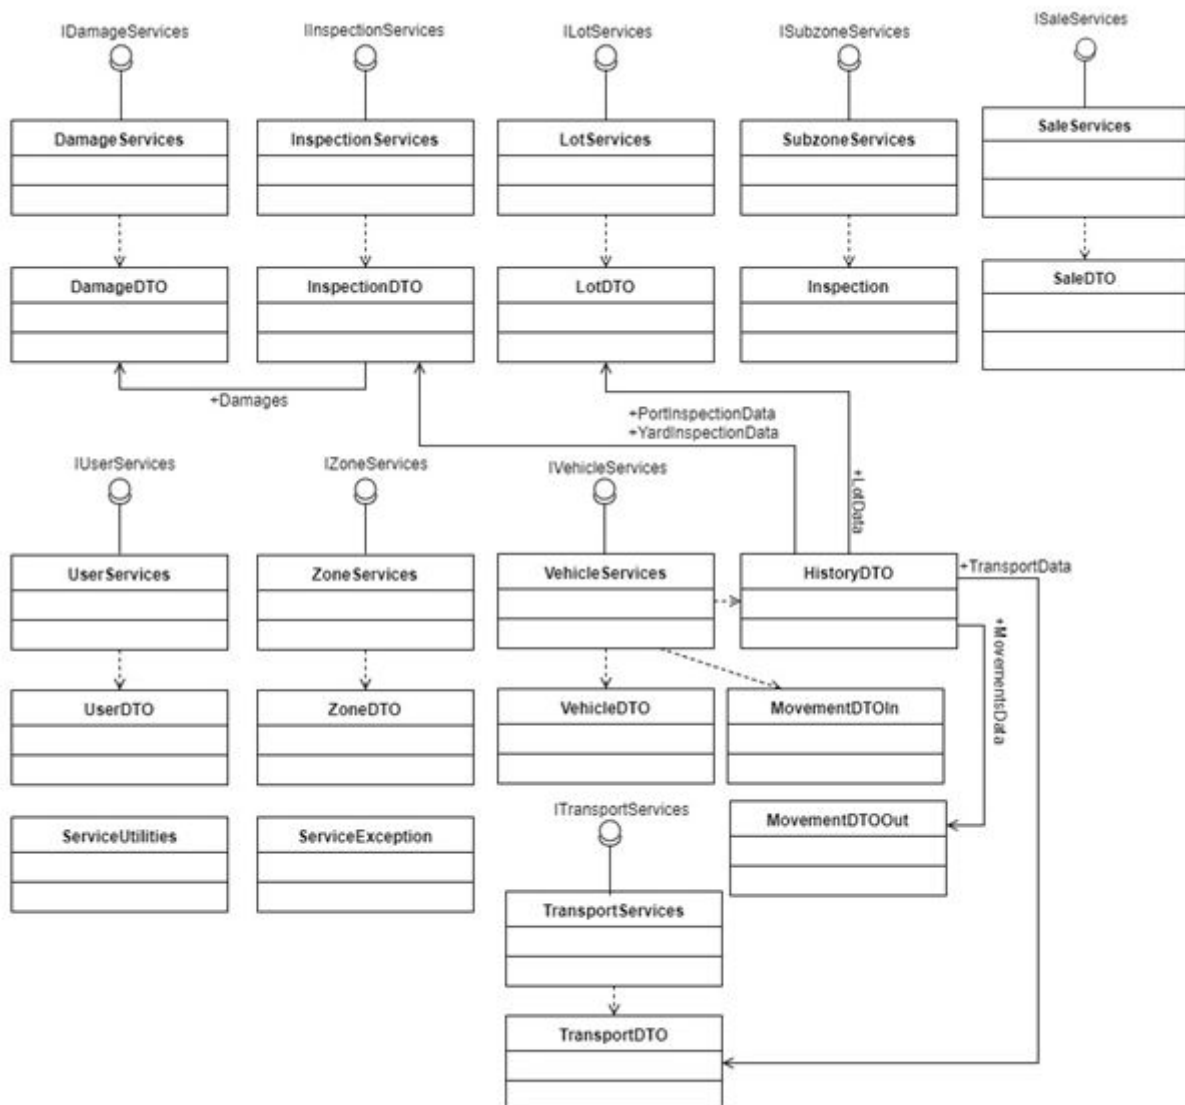 IDamageServices
IInspectionServices
ILotServices
ISubzoneServices
ISaleServices
DamageServices
InspectionServices
LotServices
SubzoneServices
SaleServices
DamageDTO
InspectionDTO
LotDTO
Inspection
SaleDTO
+Damages
+PortInspectionData
+YardInspectionData
+LotData
IUserServices
IZoneServices
IVehicleServices
UserServices
ZoneServices
VehicleServices
HistoryDTO
+TransportData
+MovementsData
UserDTO
ZoneDTO
VehicleDTO
MovementDTOIn
ITransportServices
MovementDTOOut
ServiceUtilities
ServiceException
TransportServices
TransportDTO